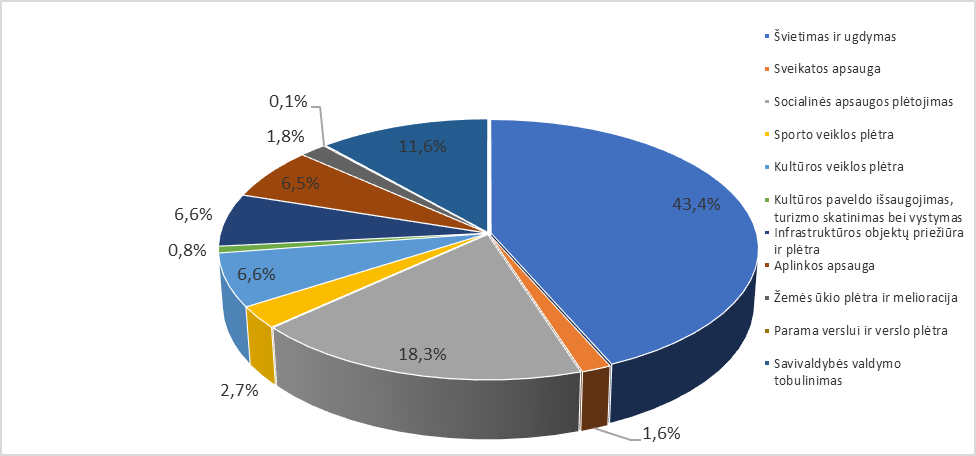 0,1%
1,8%
11,6%
6,5%
43,4%
6,6%
0,8%
6,6%
18,3%
2,7%
1,6%
Švietimas ir ugdymas
Sveikatos apsauga
Socialinės apsaugos plėtojimas
Sporto veiklos plėtra
Kultūros veiklos plėtra
Kultūros paveldo išsaugojimas,
turizmo skatinimas bei vystymas
Infrastruktūros objektų priežiūra
ir plėtra
Aplinkos apsauga
Žemės ūkio plėtra ir melioracija
Parama verslui ir verslo plėtra
Savivaldybės valdymo
tobulinimas